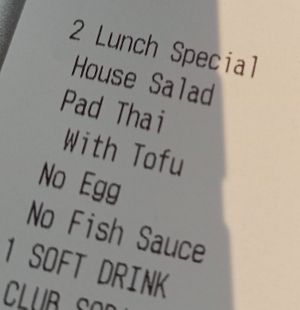 2 Lunch Special
House Salad
Pad Thai
With Tofu
No Egg
No Fish Sauce
1 SOFT DRINK
CLUB